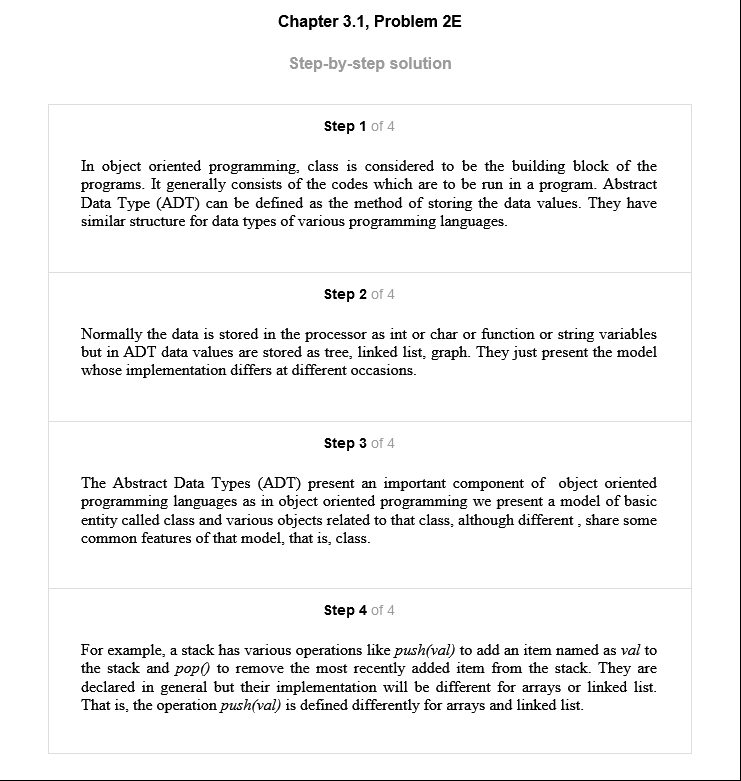 Chapter 3.1, Problem 2E
Step-by-step solution
Step 1 of 4
In object oriented programming, class is considered to be the building block of the
programs. It generally consists of the codes which are to be run in a program. Abstract
Data Type (ADT) can be defined as the method of storing the data values. They have
similar structure for data types of various programming languages.
Step 2 of 4
Normally the data is stored in the processor as int or char or function or string variables
but in ADT data values are stored as tree, linked list, graph. They just present the model
whose implementation differs at different occasions.
Step 3 of 4
The Abstract Data Types (ADT) present an important component of  object oriented
programming languages as in object oriented programming we present a model of basic
entity called class and various objects related to that class, although different , share some
common features of that model, that is, class.
Step 4 of 4
For example, a stack has various operations like push(val) to add an item named as val to
the stack and pop() to remove the most recently added item from the stack. They are
declared in general but their implementation will be different for arrays or linked list.
That is, the operation push(val) is defined differently for arrays and linked list.